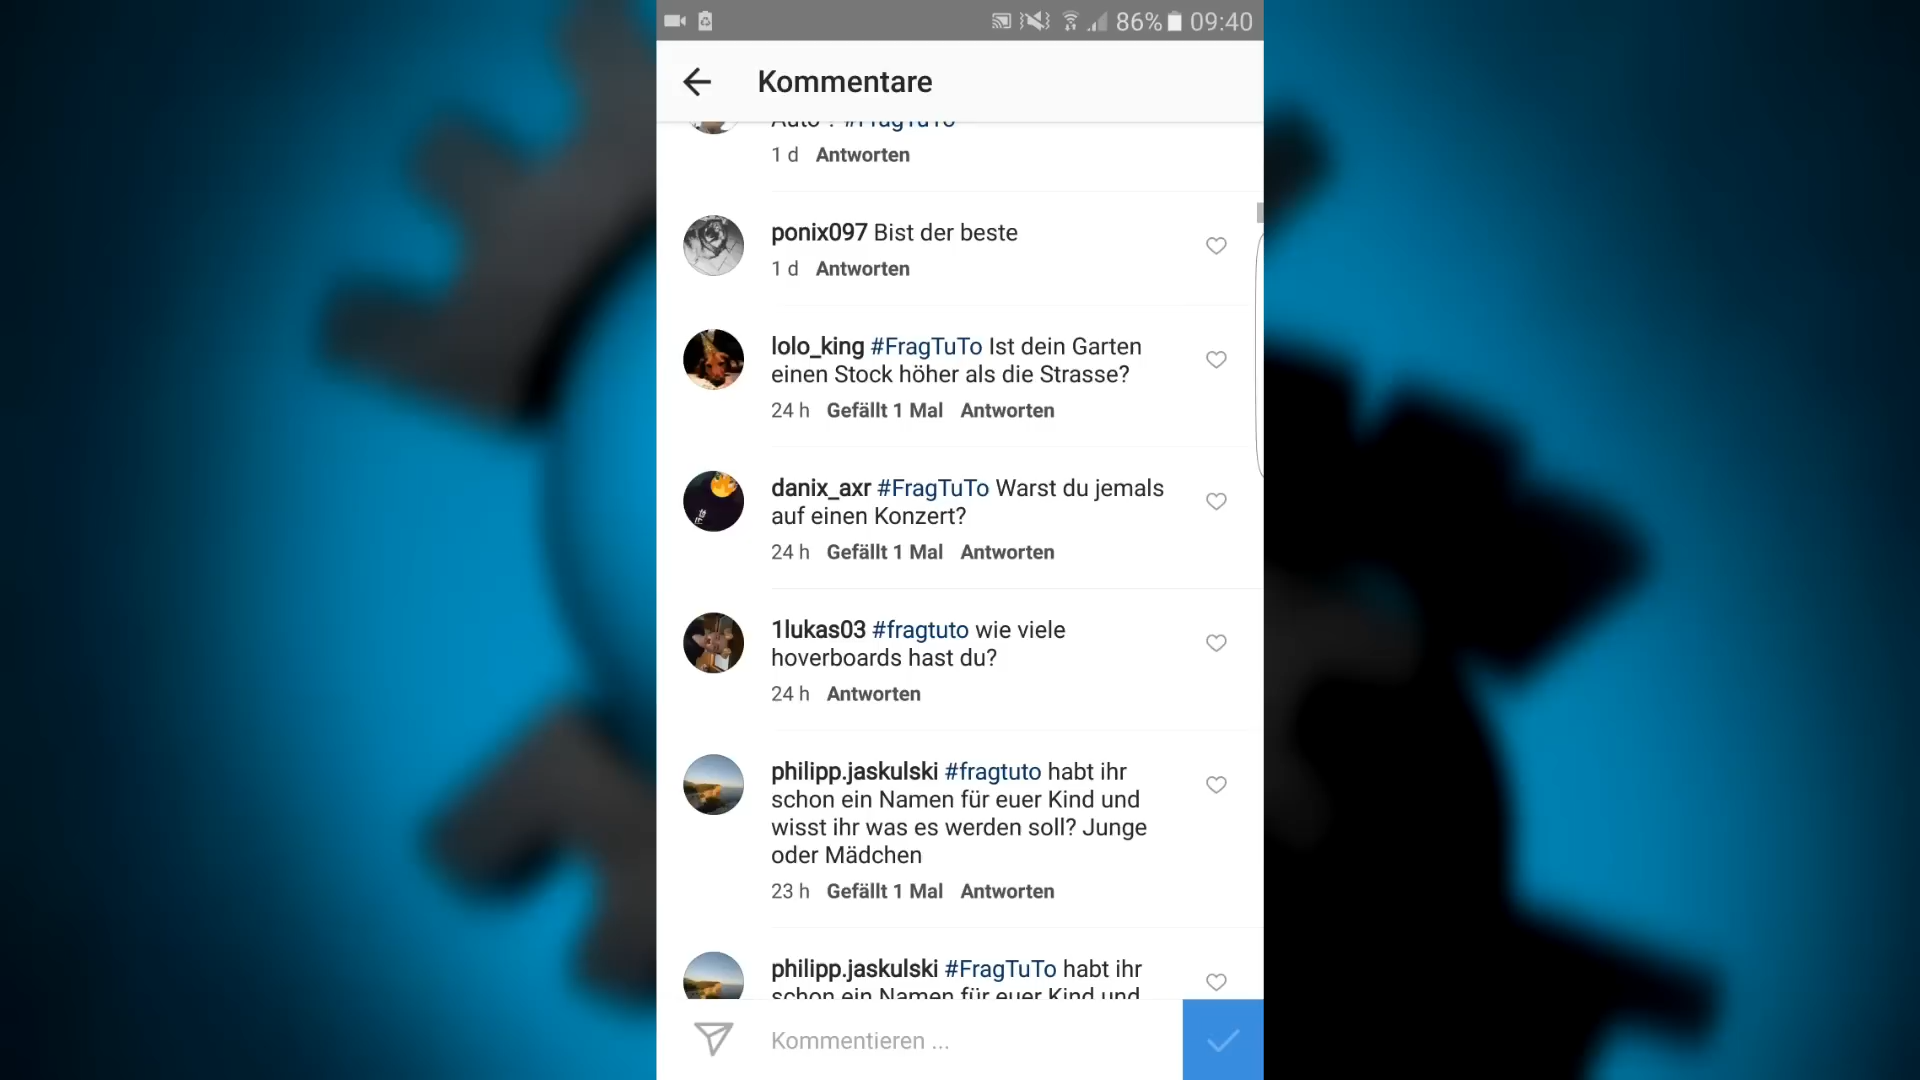 86% 09:40
Kommentare
Auto ? #FragTuTo
1 d Antworten
ponix097 Bist der beste
1 d Antworten
lolo_king #FragTuTo Ist dein Garten
einen Stock höher als die Strasse?
24 h Gefällt 1 Mal Antworten
danix_axr #FragTuTo Warst du jemals
auf einen Konzert?
24 h Gefällt 1 Mal Antworten
1lukas03 #fragtuto wie viele
hoverboards hast du?
24 h Antworten
philipp.jaskulski #fragtuto habt ihr
schon ein Namen für euer Kind und
wisst ihr was es werden soll? Junge
oder Mädchen
23 h Gefällt 1 Mal Antworten
philipp.jaskulski #FragTuTo habt ihr
schon ein Namen für euer Kind und
Kommentieren ...